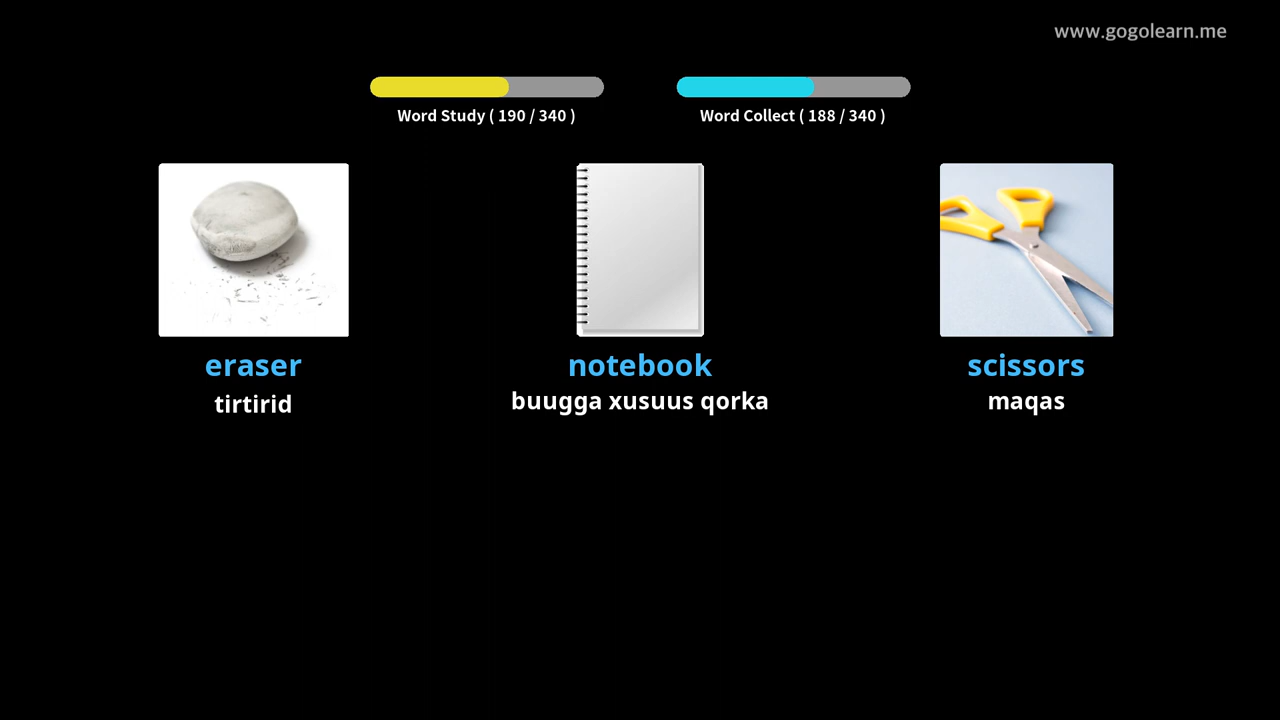 www.gogolearn.me
Word Study ( 190 / 340 )
Word Collect ( 188 / 340 )
eraser
tirtirid
notebook
buugga xusuus qorka
scissors
maqas